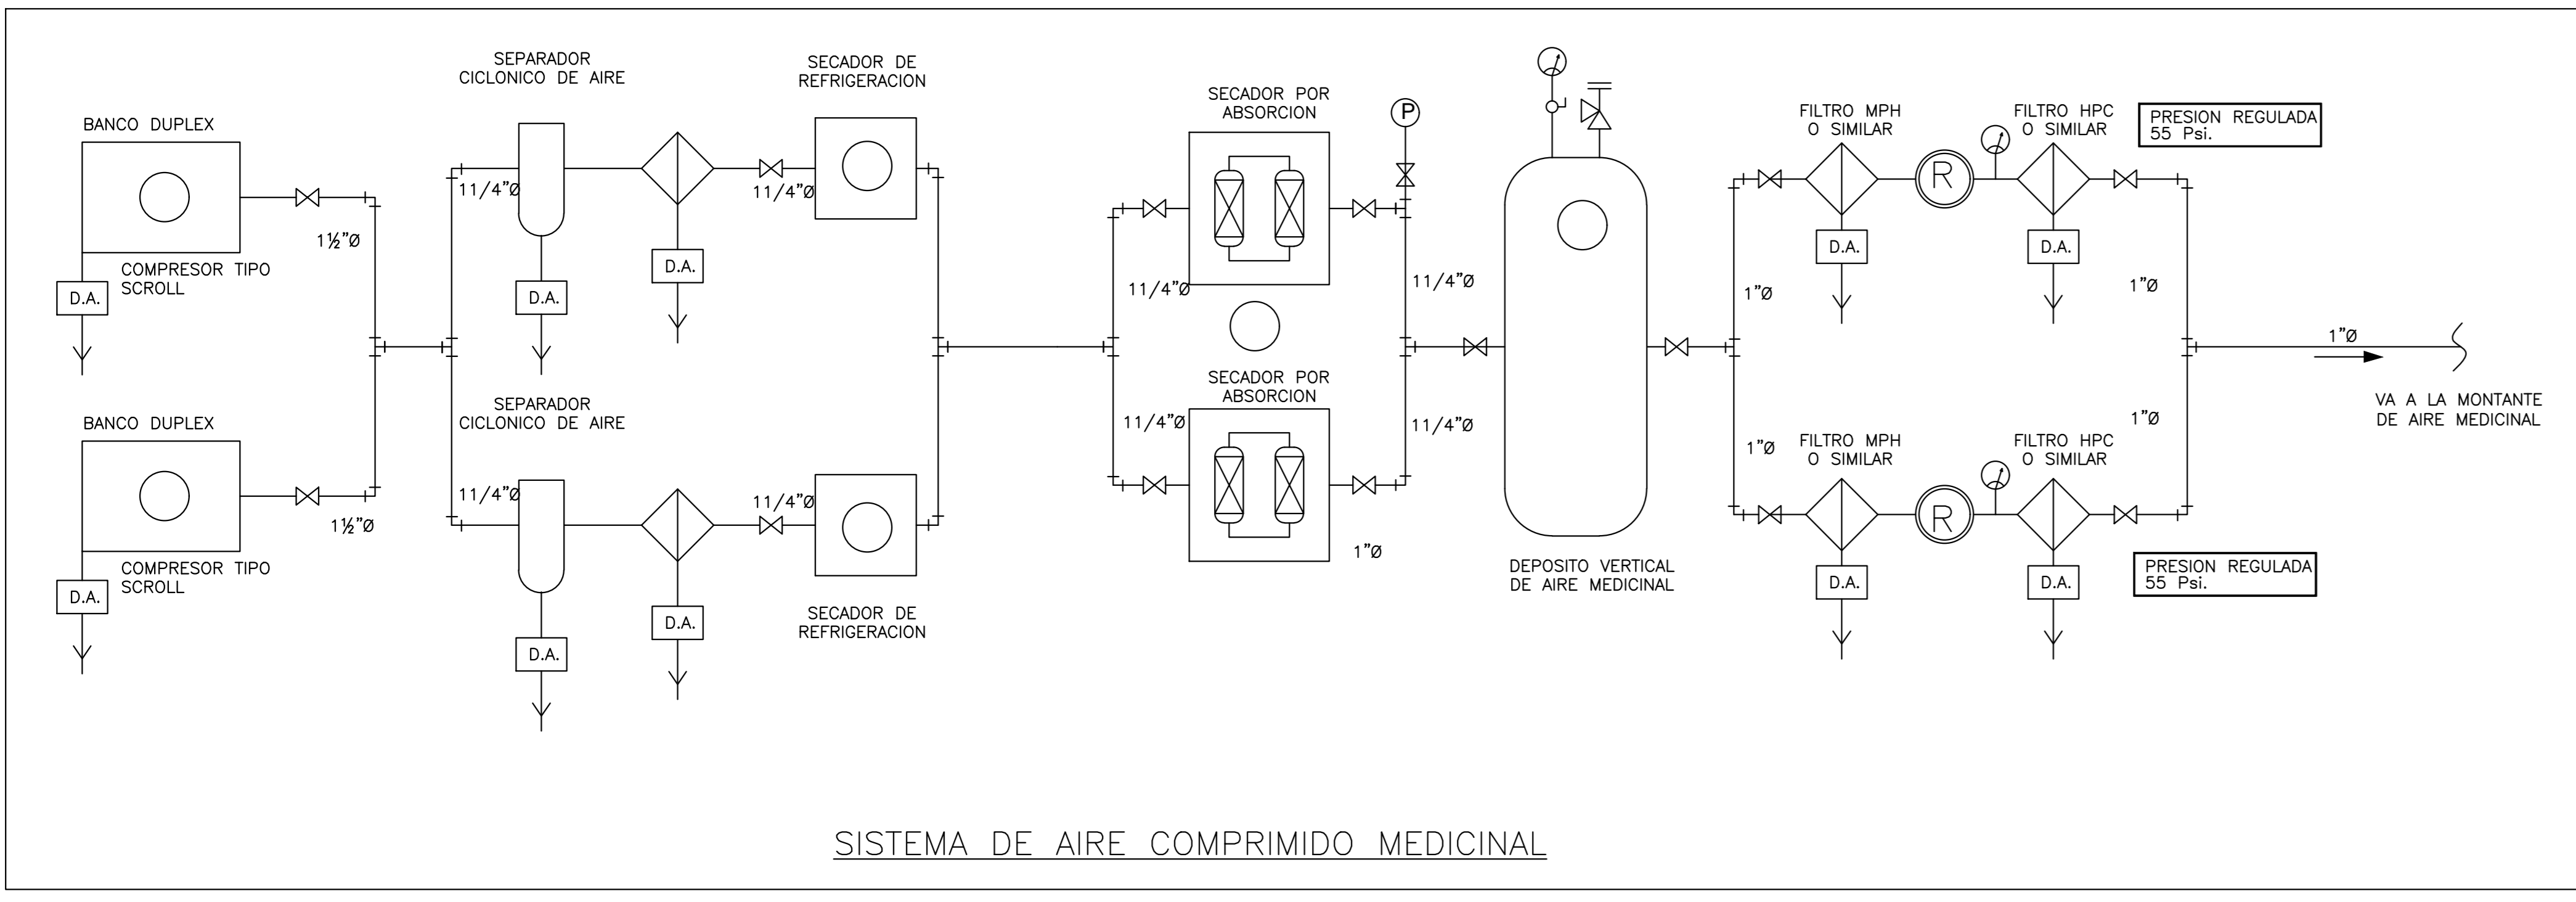 SEPARADOR
CICLONICO DE AIRE
SECADOR DE
REFRIGERACION
BANCO DUPLEX
COMPRESOR TIPO
SCROLL
D.A.
1½"Ø
11/4"Ø
D.A.
D.A.
11/4"Ø
SECADOR POR
ABSORCION
P
11/4"Ø
11/4"Ø
FILTRO MPH
O SIMILAR
FILTRO HPC
O SIMILAR
PRESION REGULADA
55 Psi.
R
D.A.
D.A.
1"Ø
1"Ø
1"Ø
VA A LA MONTANTE
DE AIRE MEDICINAL
BANCO DUPLEX
COMPRESOR TIPO
SCROLL
D.A.
1½"Ø
SEPARADOR
CICLONICO DE AIRE
11/4"Ø
D.A.
D.A.
11/4"Ø
SECADOR DE
REFRIGERACION
SECADOR POR
ABSORCION
11/4"Ø
11/4"Ø
1"Ø
DEPOSITO VERTICAL
DE AIRE MEDICINAL
1"Ø
1"Ø
FILTRO MPH
O SIMILAR
FILTRO HPC
O SIMILAR
R
D.A.
D.A.
PRESION REGULADA
55 Psi.
SISTEMA DE AIRE COMPRIMIDO MEDICINAL